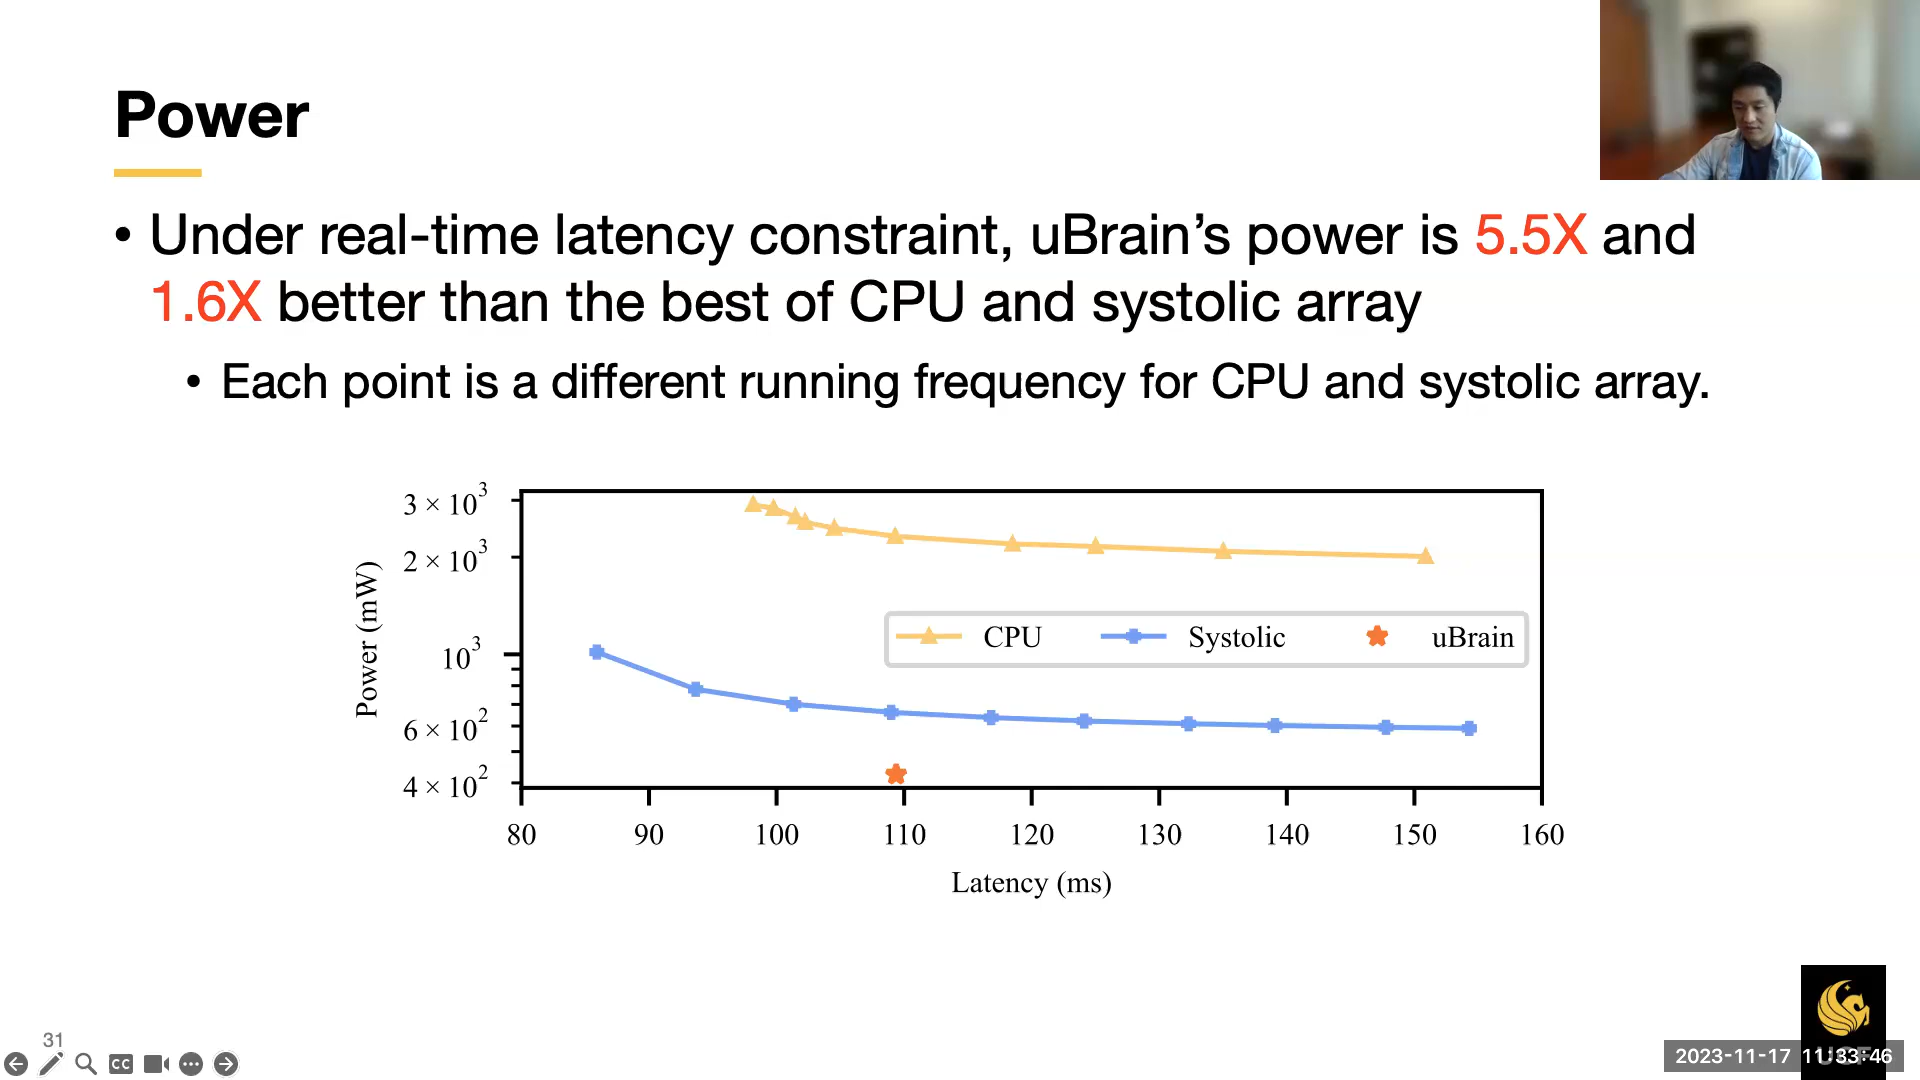 Power
• Under real-time latency constraint, uBrain’s power is 5.5X and
1.6X better than the best of CPU and systolic array
• Each point is a different running frequency for CPU and systolic array.
3 × 10³
2 × 10³
10³
6 × 10²
4 × 10²
Power (mW)
CPU Systolic uBrain
80 90 100 110 120 130 140 150 160
Latency (ms)
31
CC
UCF
2023-11-17 11:33:46